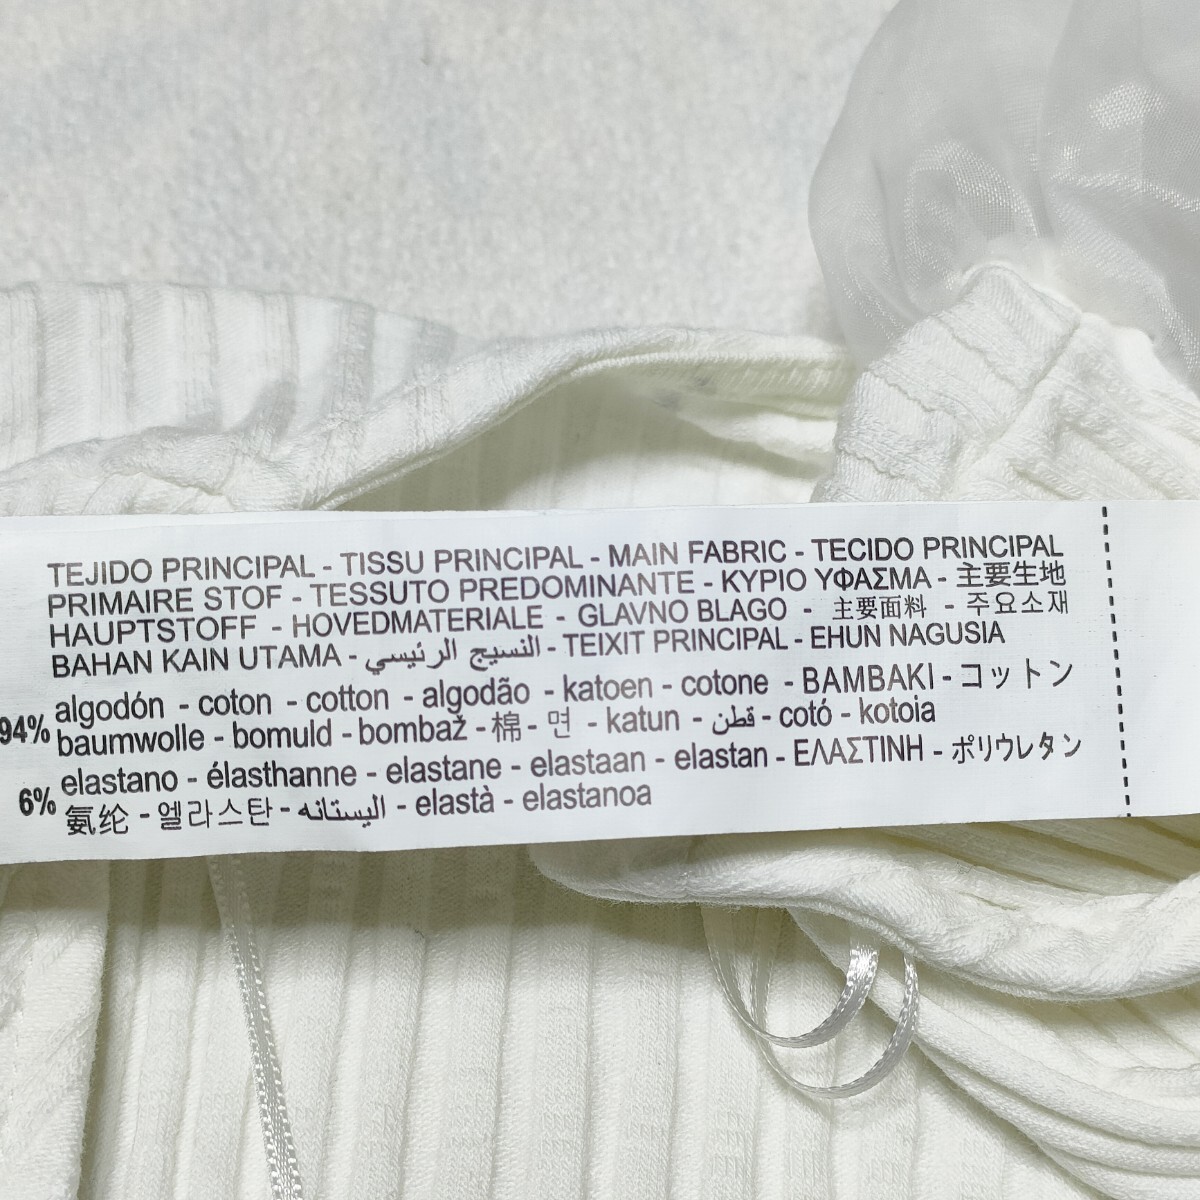 TEJIDO PRINCIPAL - TISSU PRINCIPAL - MAIN FABRIC - TECIDO PRINCIPAL
PRIMAIRE STOF - TESSUTO PREDOMINANTE - ΚΥΡΙΟ ΥΦΑΣΜΑ - 主要生地
HAUPTSTOFF - HOVEDMATERIALE - GLAVNO BLAGO - 主要面料 - 주요소재
BAHAN KAIN UTAMA - النسيج الرئيسي - TEIXIT PRINCIPAL - EHUN NAGUSIA
94% algodón - coton - cotton - algodão - katoen - cotone - BAMBAKI - コットン
baumwolle - bomuld - bombaž - 棉 - 면 - katun - قطن - cotó - kotoia
6% elastano - élasthanne - elastane - elastaan - elastan - ΕΛΑΣΤΙΝΗ - ポリウレタン
氨纶 - 엘라스탄 - اليستانه - elastà - elastanoa